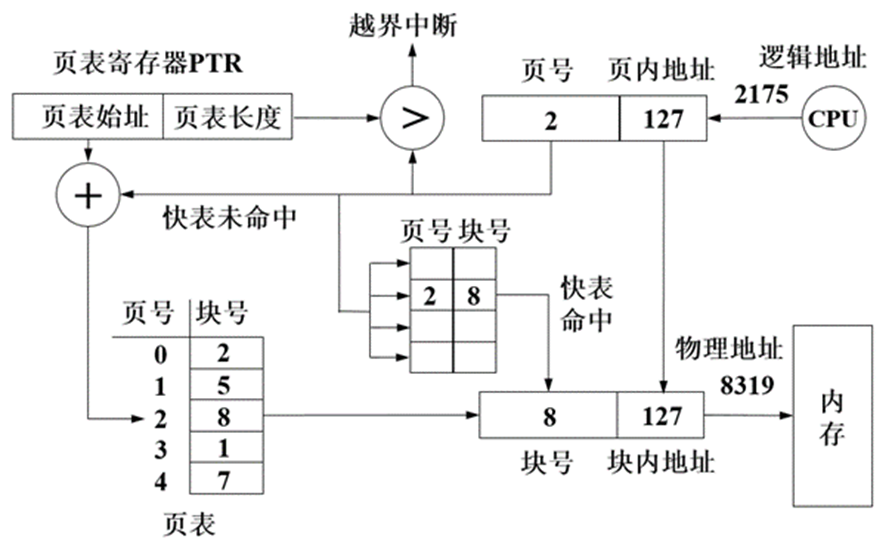 越界中断
页表寄存器PTR
页表始址 页表长度
>
页号 页内地址
逻辑地址
2175
2 127
CPU
+
快表未命中
页号 块号
2 8
快表
命中
页号 块号
0 2
1 5
2 8
3 1
4 7
页表
物理地址
8319
8 127
块号 块内地址
内
存